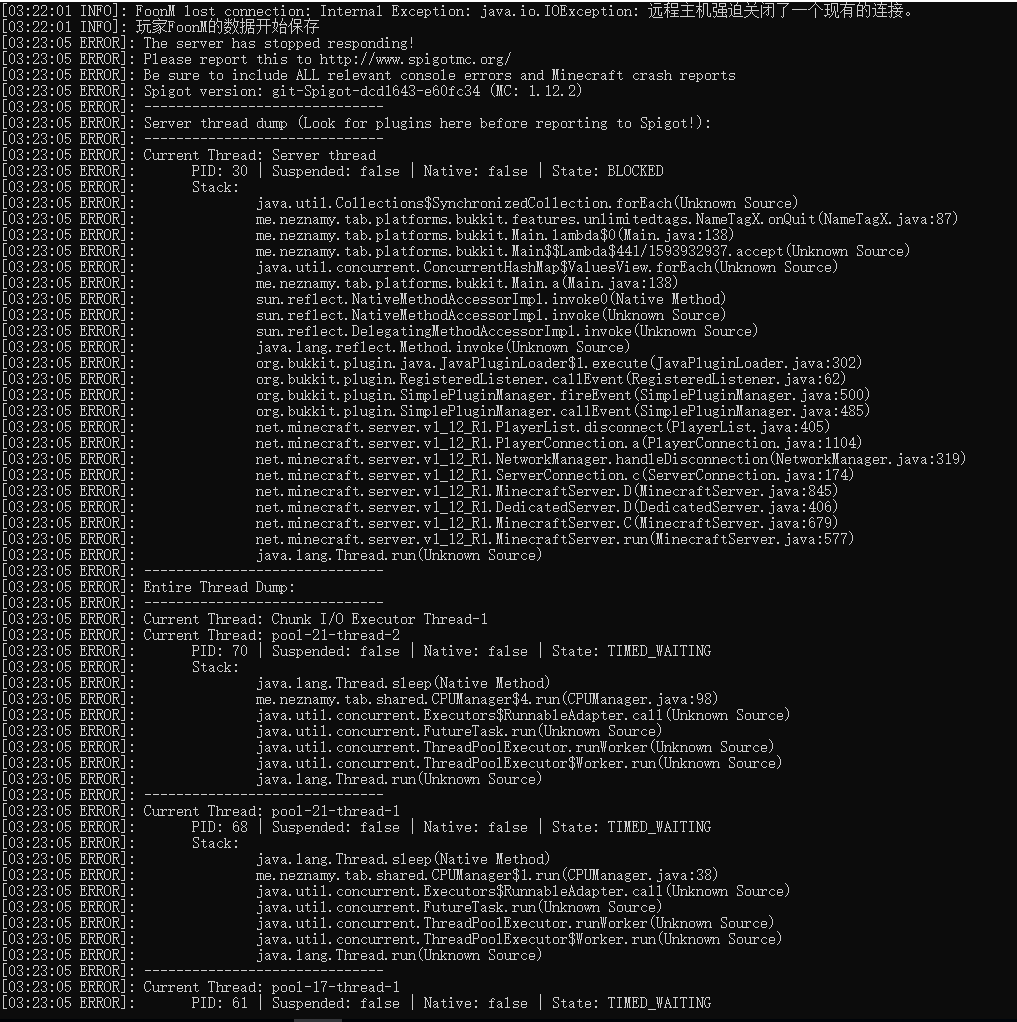 [03:22:01 INFO]: FoonM lost connection: Internal Exception: java.io.IOException: 远程主机强迫关闭了一个现有的连接。
[03:22:01 INFO]: 玩家FoonM的数据开始保存
[03:23:05 ERROR]: The server has stopped responding!
[03:23:05 ERROR]: Please report this to http://www.spigotmc.org/
[03:23:05 ERROR]: Be sure to include ALL relevant console errors and Minecraft crash reports
[03:23:05 ERROR]: Spigot version: git-Spigot-dcd1643-e60fc34 (MC: 1.12.2)
[03:23:05 ERROR]: ------------------------------
[03:23:05 ERROR]: Server thread dump (Look for plugins here before reporting to Spigot!):
[03:23:05 ERROR]: ------------------------------
[03:23:05 ERROR]: Current Thread: Server thread
[03:23:05 ERROR]: PID: 30 | Suspended: false | Native: false | State: BLOCKED
[03:23:05 ERROR]: Stack:
[03:23:05 ERROR]: java.util.Collections$SynchronizedCollection.forEach(Unknown Source)
[03:23:05 ERROR]: me.neznamy.tab.platforms.bukkit.features.unlimitedtags.NameTagX.onQuit(NameTagX.java:87)
[03:23:05 ERROR]: me.neznamy.tab.platforms.bukkit.Main.lambda$0(Main.java:138)
[03:23:05 ERROR]: me.neznamy.tab.platforms.bukkit.Main$$Lambda$441/1593932937.accept(Unknown Source)
[03:23:05 ERROR]: java.util.concurrent.ConcurrentHashMap$ValuesView.forEach(Unknown Source)
[03:23:05 ERROR]: me.neznamy.tab.platforms.bukkit.Main.a(Main.java:138)
[03:23:05 ERROR]: sun.reflect.NativeMethodAccessorImpl.invoke0(Native Method)
[03:23:05 ERROR]: sun.reflect.NativeMethodAccessorImpl.invoke(Unknown Source)
[03:23:05 ERROR]: sun.reflect.DelegatingMethodAccessorImpl.invoke(Unknown Source)
[03:23:05 ERROR]: java.lang.reflect.Method.invoke(Unknown Source)
[03:23:05 ERROR]: org.bukkit.plugin.java.JavaPluginLoader$1.execute(JavaPluginLoader.java:302)
[03:23:05 ERROR]: org.bukkit.plugin.RegisteredListener.callEvent(RegisteredListener.java:62)
[03:23:05 ERROR]: org.bukkit.plugin.SimplePluginManager.fireEvent(SimplePluginManager.java:500)
[03:23:05 ERROR]: org.bukkit.plugin.SimplePluginManager.callEvent(SimplePluginManager.java:485)
[03:23:05 ERROR]: net.minecraft.server.v1_12_R1.PlayerList.disconnect(PlayerList.java:405)
[03:23:05 ERROR]: net.minecraft.server.v1_12_R1.PlayerConnection.a(PlayerConnection.java:1104)
[03:23:05 ERROR]: net.minecraft.server.v1_12_R1.NetworkManager.handleDisconnection(NetworkManager.java:319)
[03:23:05 ERROR]: net.minecraft.server.v1_12_R1.ServerConnection.c(ServerConnection.java:174)
[03:23:05 ERROR]: net.minecraft.server.v1_12_R1.MinecraftServer.D(MinecraftServer.java:845)
[03:23:05 ERROR]: net.minecraft.server.v1_12_R1.DedicatedServer.D(DedicatedServer.java:406)
[03:23:05 ERROR]: net.minecraft.server.v1_12_R1.MinecraftServer.C(MinecraftServer.java:679)
[03:23:05 ERROR]: net.minecraft.server.v1_12_R1.MinecraftServer.run(MinecraftServer.java:577)
[03:23:05 ERROR]: java.lang.Thread.run(Unknown Source)
[03:23:05 ERROR]: ------------------------------
[03:23:05 ERROR]: Entire Thread Dump:
[03:23:05 ERROR]: ------------------------------
[03:23:05 ERROR]: Current Thread: Chunk I/O Executor Thread-1
[03:23:05 ERROR]: Current Thread: pool-21-thread-2
[03:23:05 ERROR]: PID: 70 | Suspended: false | Native: false | State: TIMED_WAITING
[03:23:05 ERROR]: Stack:
[03:23:05 ERROR]: java.lang.Thread.sleep(Native Method)
[03:23:05 ERROR]: me.neznamy.tab.shared.CPUManager$4.run(CPUManager.java:98)
[03:23:05 ERROR]: java.util.concurrent.Executors$RunnableAdapter.call(Unknown Source)
[03:23:05 ERROR]: java.util.concurrent.FutureTask.run(Unknown Source)
[03:23:05 ERROR]: java.util.concurrent.ThreadPoolExecutor.runWorker(Unknown Source)
[03:23:05 ERROR]: java.util.concurrent.ThreadPoolExecutor$Worker.run(Unknown Source)
[03:23:05 ERROR]: java.lang.Thread.run(Unknown Source)
[03:23:05 ERROR]: ------------------------------
[03:23:05 ERROR]: Current Thread: pool-21-thread-1
[03:23:05 ERROR]: PID: 68 | Suspended: false | Native: false | State: TIMED_WAITING
[03:23:05 ERROR]: Stack:
[03:23:05 ERROR]: java.lang.Thread.sleep(Native Method)
[03:23:05 ERROR]: me.neznamy.tab.shared.CPUManager$1.run(CPUManager.java:38)
[03:23:05 ERROR]: java.util.concurrent.Executors$RunnableAdapter.call(Unknown Source)
[03:23:05 ERROR]: java.util.concurrent.FutureTask.run(Unknown Source)
[03:23:05 ERROR]: java.util.concurrent.ThreadPoolExecutor.runWorker(Unknown Source)
[03:23:05 ERROR]: java.util.concurrent.ThreadPoolExecutor$Worker.run(Unknown Source)
[03:23:05 ERROR]: java.lang.Thread.run(Unknown Source)
[03:23:05 ERROR]: ------------------------------
[03:23:05 ERROR]: Current Thread: pool-17-thread-1
[03:23:05 ERROR]: PID: 61 | Suspended: false | Native: false | State: TIMED_WAITING